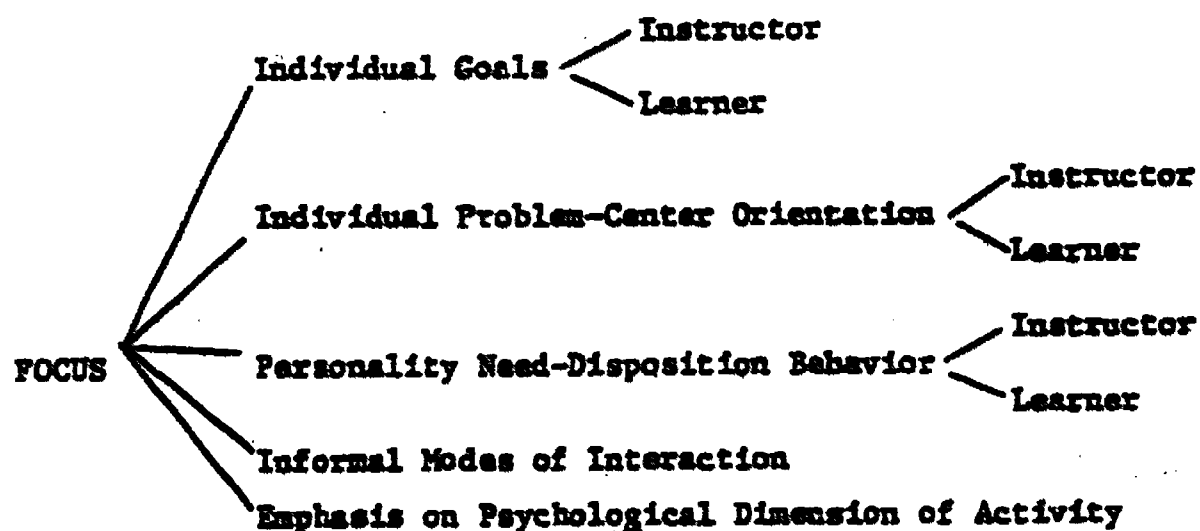 Instructor
Individual Goals
Learner
Instructor
Individual Problem-Center Orientation
Learner
Instructor
FOCUS
Personality Need-Disposition Behavior
Learner
Informal Modes of Interaction
Emphasis on Psychological Dimension of Activity